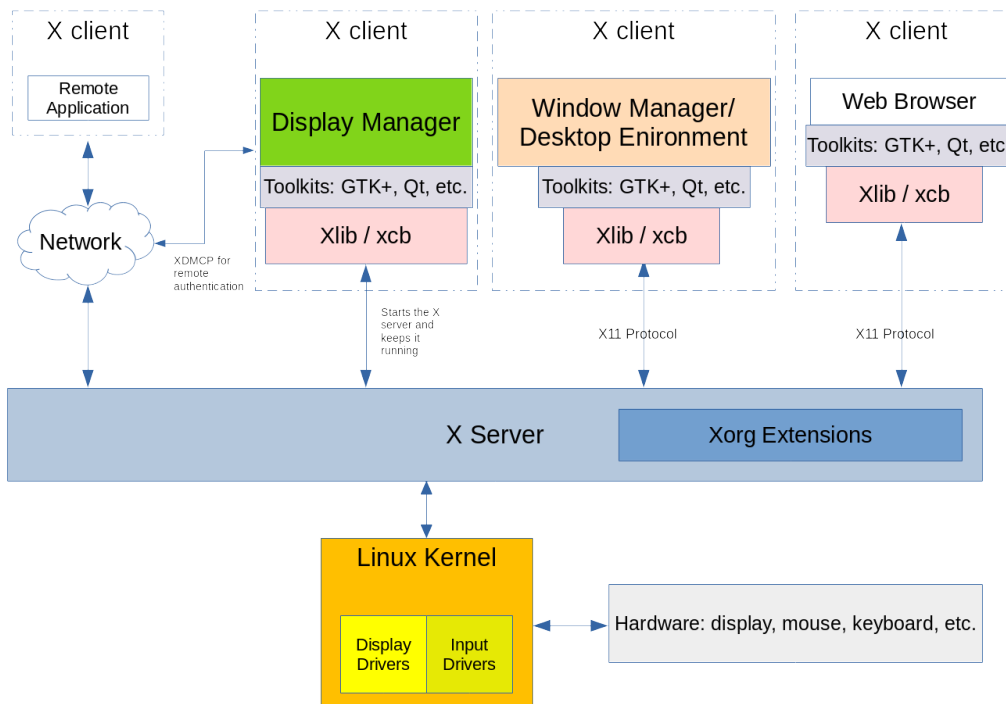 X client
Remote
Application
Network
XDMCP for
remote
authentication
X client
Display Manager
Toolkits: GTK+, Qt, etc.
Xlib / xcb
Starts the X
server and
keeps it
running
X client
Window Manager/
Desktop Enironment
Toolkits: GTK+, Qt, etc.
Xlib / xcb
X11 Protocol
X client
Web Browser
Toolkits: GTK+, Qt, etc
Xlib / xcb
X11 Protocol
X Server
Xorg Extensions
Linux Kernel
Display
Drivers
Input
Drivers
Hardware: display, mouse, keyboard, etc.